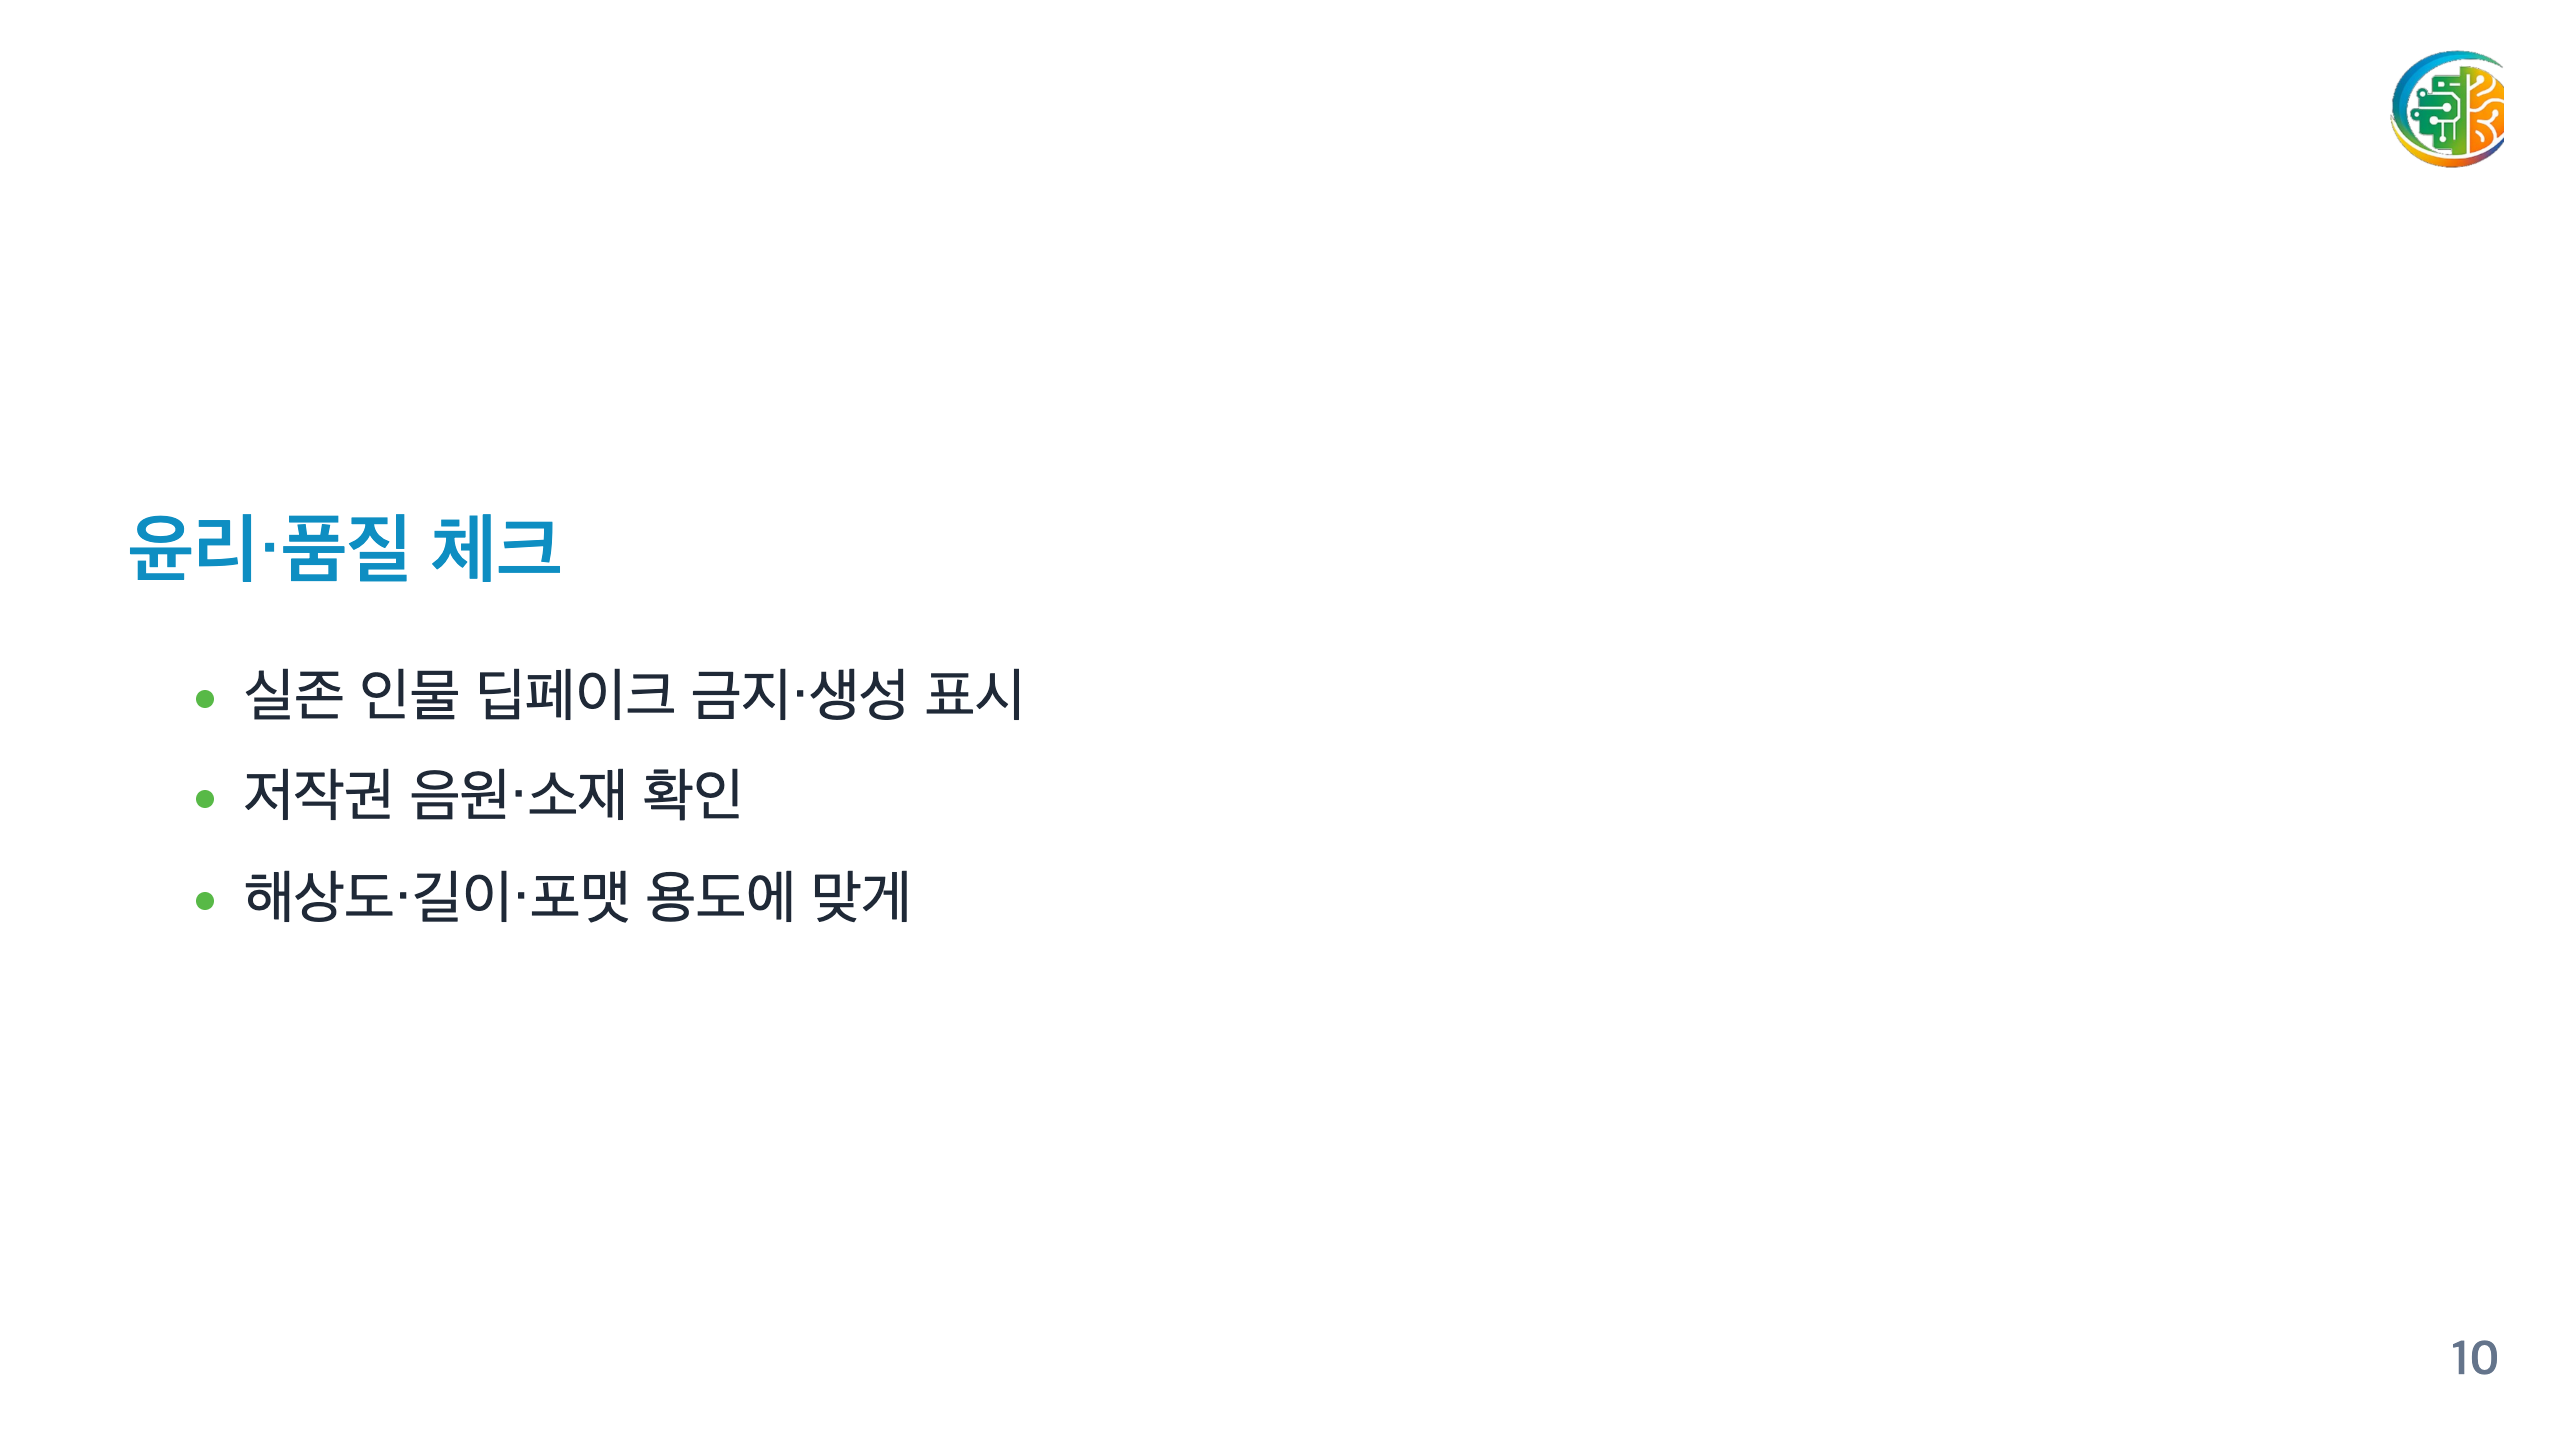 윤리·품질 체크
실존 인물 딥페이크 금지·생성 표시
저작권 음원·소재 확인
해상도·길이·포맷 용도에 맞게
10